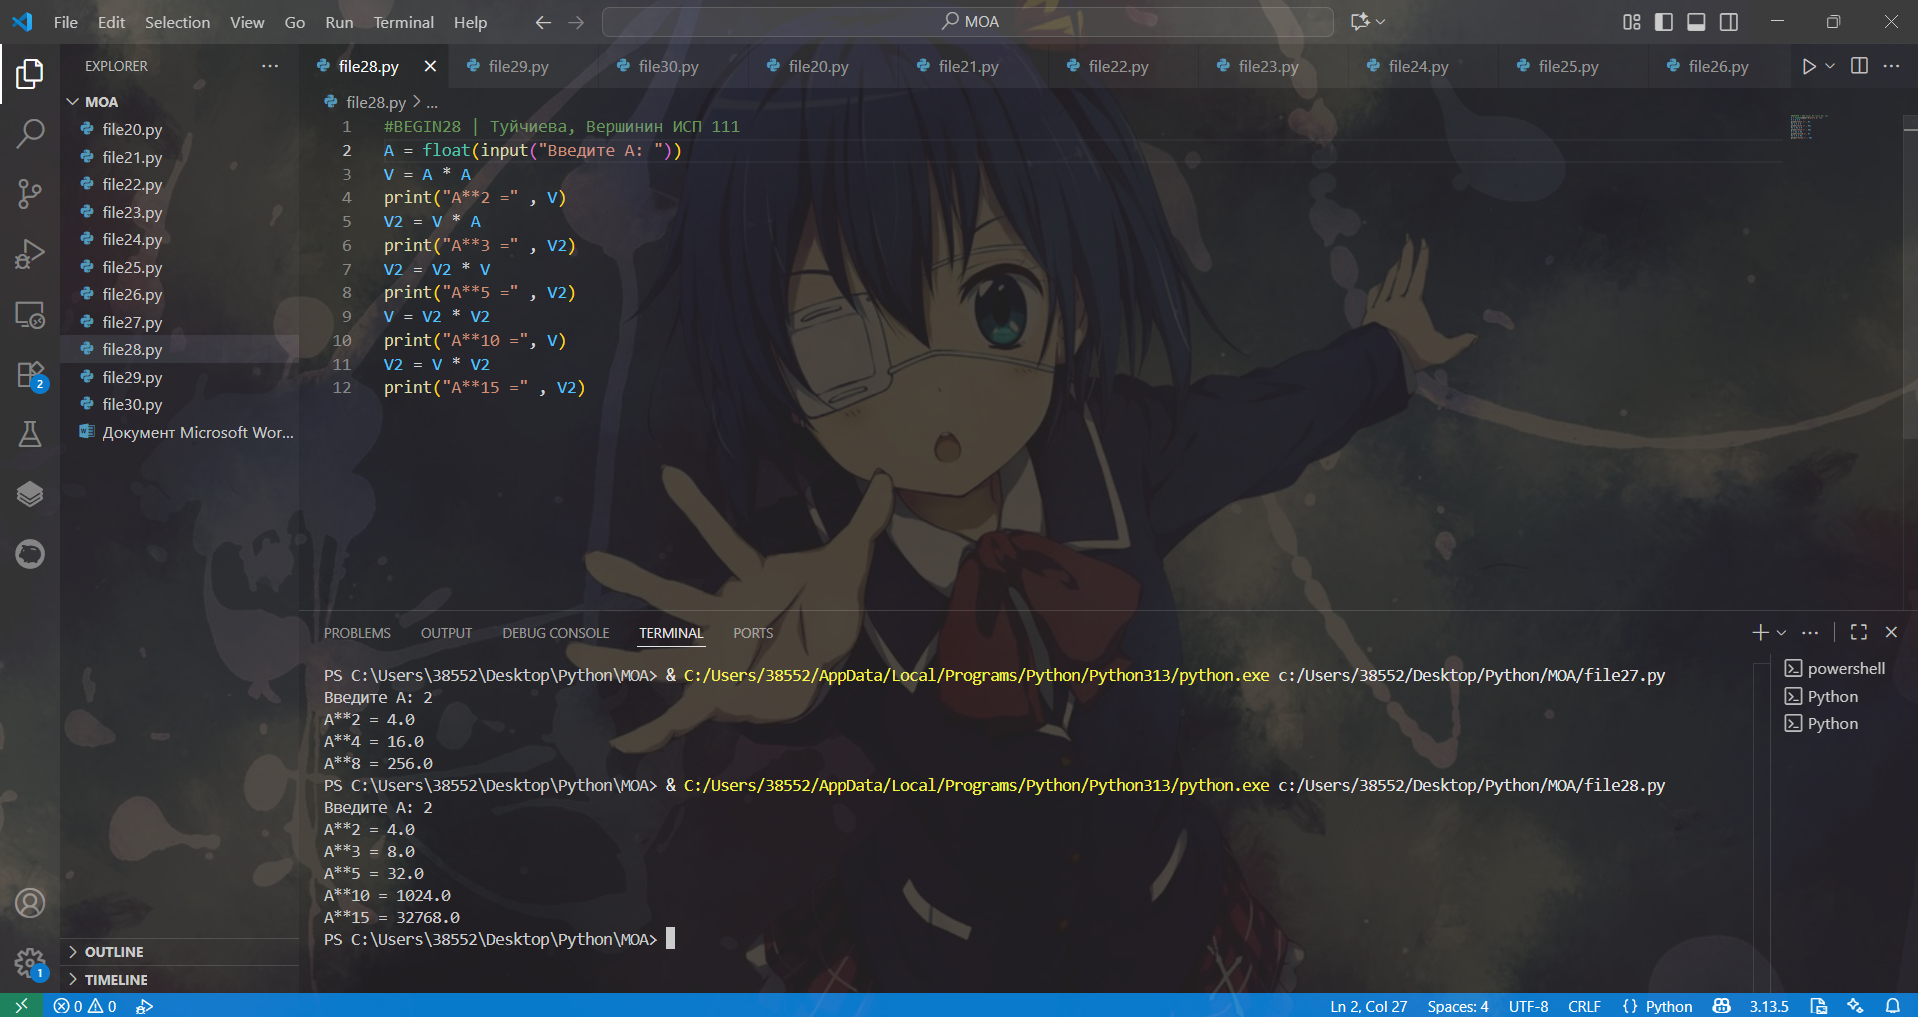 File Edit Selection View Go Run Terminal Help MOA
EXPLORER
MOA
file20.py
file21.py
file22.py
file23.py
file24.py
file25.py
file26.py
file27.py
file28.py
file29.py
file30.py
Документ Microsoft Wor...
OUTLINE
TIMELINE
2
1
file28.py file29.py file30.py file20.py file21.py file22.py file23.py file24.py file25.py file26.py
file28.py > ...
1 #BEGIN28 | Туйчиева, Вершинин ИСП 111
2 A = float(input("Введите A: "))
3 V = A * A
4 print("A**2 =" , V)
5 V2 = V * A
6 print("A**3 =" , V2)
7 V2 = V2 * V
8 print("A**5 =" , V2)
9 V = V2 * V2
10 print("A**10 =", V)
11 V2 = V * V2
12 print("A**15 =" , V2)
PROBLEMS OUTPUT DEBUG CONSOLE TERMINAL PORTS
PS C:\Users\38552\Desktop\Python\MOA> & C:/Users/38552/AppData/Local/Programs/Python/Python313/python.exe c:/Users/38552/Desktop/Python/MOA/file27.py
Введите A: 2
A**2 = 4.0
A**4 = 16.0
A**8 = 256.0
PS C:\Users\38552\Desktop\Python\MOA> & C:/Users/38552/AppData/Local/Programs/Python/Python313/python.exe c:/Users/38552/Desktop/Python/MOA/file28.py
Введите A: 2
A**2 = 4.0
A**3 = 8.0
A**5 = 32.0
A**10 = 1024.0
A**15 = 32768.0
PS C:\Users\38552\Desktop\Python\MOA>
powershell
Python
Python
0 0 Ln 2, Col 27 Spaces: 4 UTF-8 CRLF {} Python 3.13.5